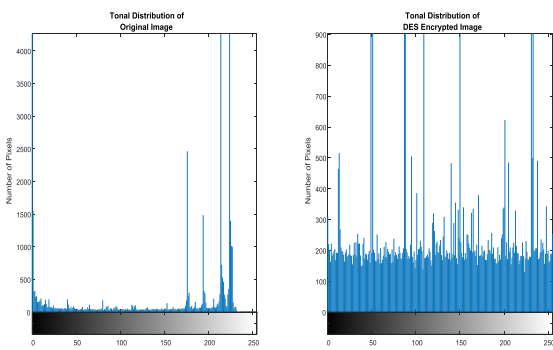 Tonal Distribution of
Original Image
Number of Pixels
4000
3500
3000
2500
2000
1500
1000
500
0
0 50 100 150 200 250
Tonal Distribution of
DES Encrypted Image
Number of Pixels
900
800
700
600
500
400
300
200
100
0
0 50 100 150 200 250